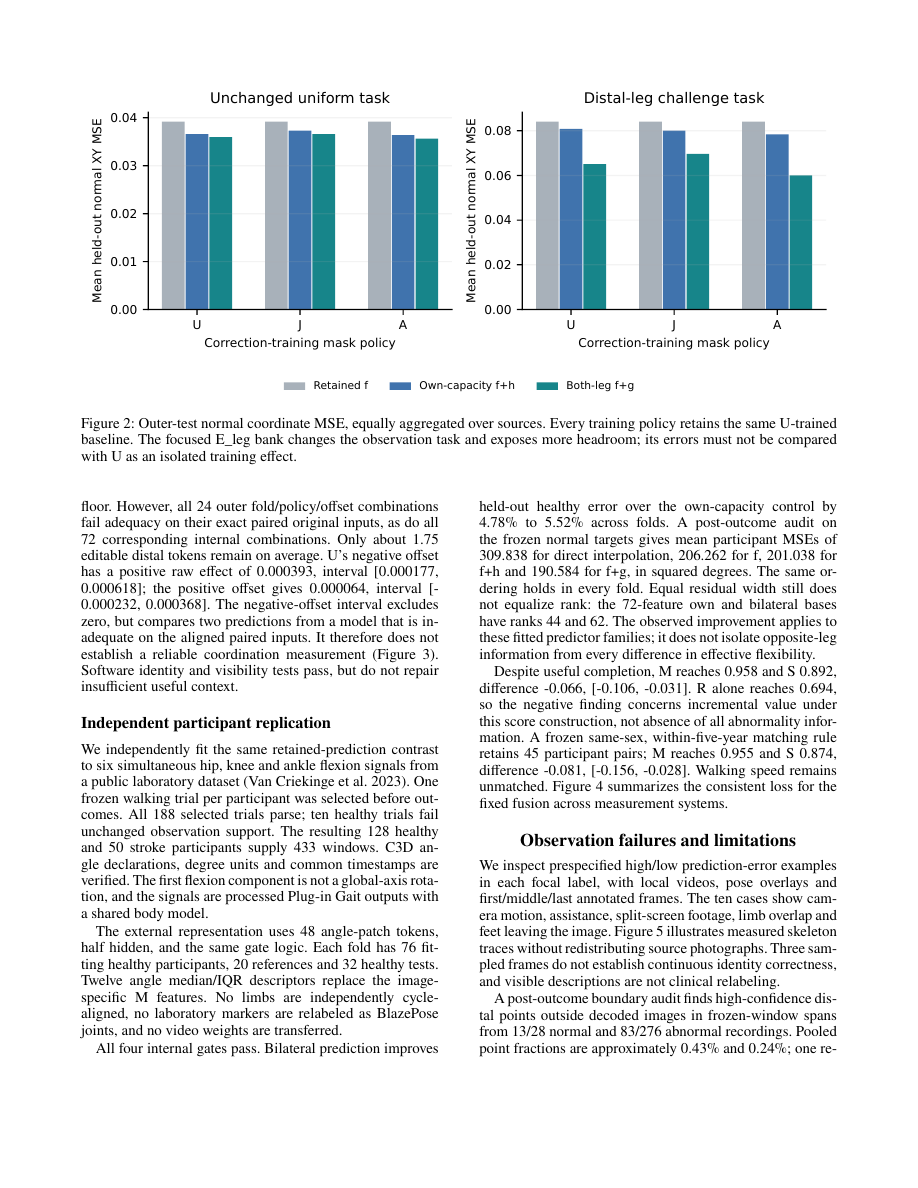 Unchanged uniform task
Mean held-out normal XY MSE
0.04
0.03
0.02
0.01
0.00
U
J
A
Correction-training mask policy
Distal-leg challenge task
Mean held-out normal XY MSE
0.08
0.06
0.04
0.02
0.00
U
J
A
Correction-training mask policy
Retained f
Own-capacity f+h
Both-leg f+g
Figure 2: Outer-test normal coordinate MSE, equally aggregated over sources. Every training policy retains the same U-trained
baseline. The focused E_leg bank changes the observation task and exposes more headroom; its errors must not be compared
with U as an isolated training effect.
floor. However, all 24 outer fold/policy/offset combinations
fail adequacy on their exact paired original inputs, as do all
72 corresponding internal combinations. Only about 1.75
editable distal tokens remain on average. U's negative offset
has a positive raw effect of 0.000393, interval [0.000177,
0.000618]; the positive offset gives 0.000064, interval [-
0.000232, 0.000368]. The negative-offset interval excludes
zero, but compares two predictions from a model that is in-
adequate on the aligned paired inputs. It therefore does not
establish a reliable coordination measurement (Figure 3).
Software identity and visibility tests pass, but do not repair
insufficient useful context.
Independent participant replication
We independently fit the same retained-prediction contrast
to six simultaneous hip, knee and ankle flexion signals from
a public laboratory dataset (Van Criekinge et al. 2023). One
frozen walking trial per participant was selected before out-
comes. All 188 selected trials parse; ten healthy trials fail
unchanged observation support. The resulting 128 healthy
and 50 stroke participants supply 433 windows. C3D an-
gle declarations, degree units and common timestamps are
verified. The first flexion component is not a global-axis rota-
tion, and the signals are processed Plug-in Gait outputs with
a shared body model.
The external representation uses 48 angle-patch tokens,
half hidden, and the same gate logic. Each fold has 76 fit-
ting healthy participants, 20 references and 32 healthy tests.
Twelve angle median/IQR descriptors replace the image-
specific M features. No limbs are independently cycle-
aligned, no laboratory markers are relabeled as BlazePose
joints, and no video weights are transferred.
All four internal gates pass. Bilateral prediction improves
held-out healthy error over the own-capacity control by
4.78% to 5.52% across folds. A post-outcome audit on
the frozen normal targets gives mean participant MSEs of
309.838 for direct interpolation, 206.262 for f, 201.038 for
f+h and 190.584 for f+g, in squared degrees. The same or-
dering holds in every fold. Equal residual width still does
not equalize rank: the 72-feature own and bilateral bases
have ranks 44 and 62. The observed improvement applies to
these fitted predictor families; it does not isolate opposite-leg
information from every difference in effective flexibility.
Despite useful completion, M reaches 0.958 and S 0.892,
difference -0.066, [-0.106, -0.031]. R alone reaches 0.694,
so the negative finding concerns incremental value under
this score construction, not absence of all abnormality infor-
mation. A frozen same-sex, within-five-year matching rule
retains 45 participant pairs; M reaches 0.955 and S 0.874,
difference -0.081, [-0.156, -0.028]. Walking speed remains
unmatched. Figure 4 summarizes the consistent loss for the
fixed fusion across measurement systems.
Observation failures and limitations
We inspect prespecified high/low prediction-error examples
in each focal label, with local videos, pose overlays and
first/middle/last annotated frames. The ten cases show cam-
era motion, assistance, split-screen footage, limb overlap and
feet leaving the image. Figure 5 illustrates measured skeleton
traces without redistributing source photographs. Three sam-
pled frames do not establish continuous identity correctness,
and visible descriptions are not clinical relabeling.
A post-outcome boundary audit finds high-confidence dis-
tal points outside decoded images in frozen-window spans
from 13/28 normal and 83/276 abnormal recordings. Pooled
point fractions are approximately 0.43% and 0.24%; one re-